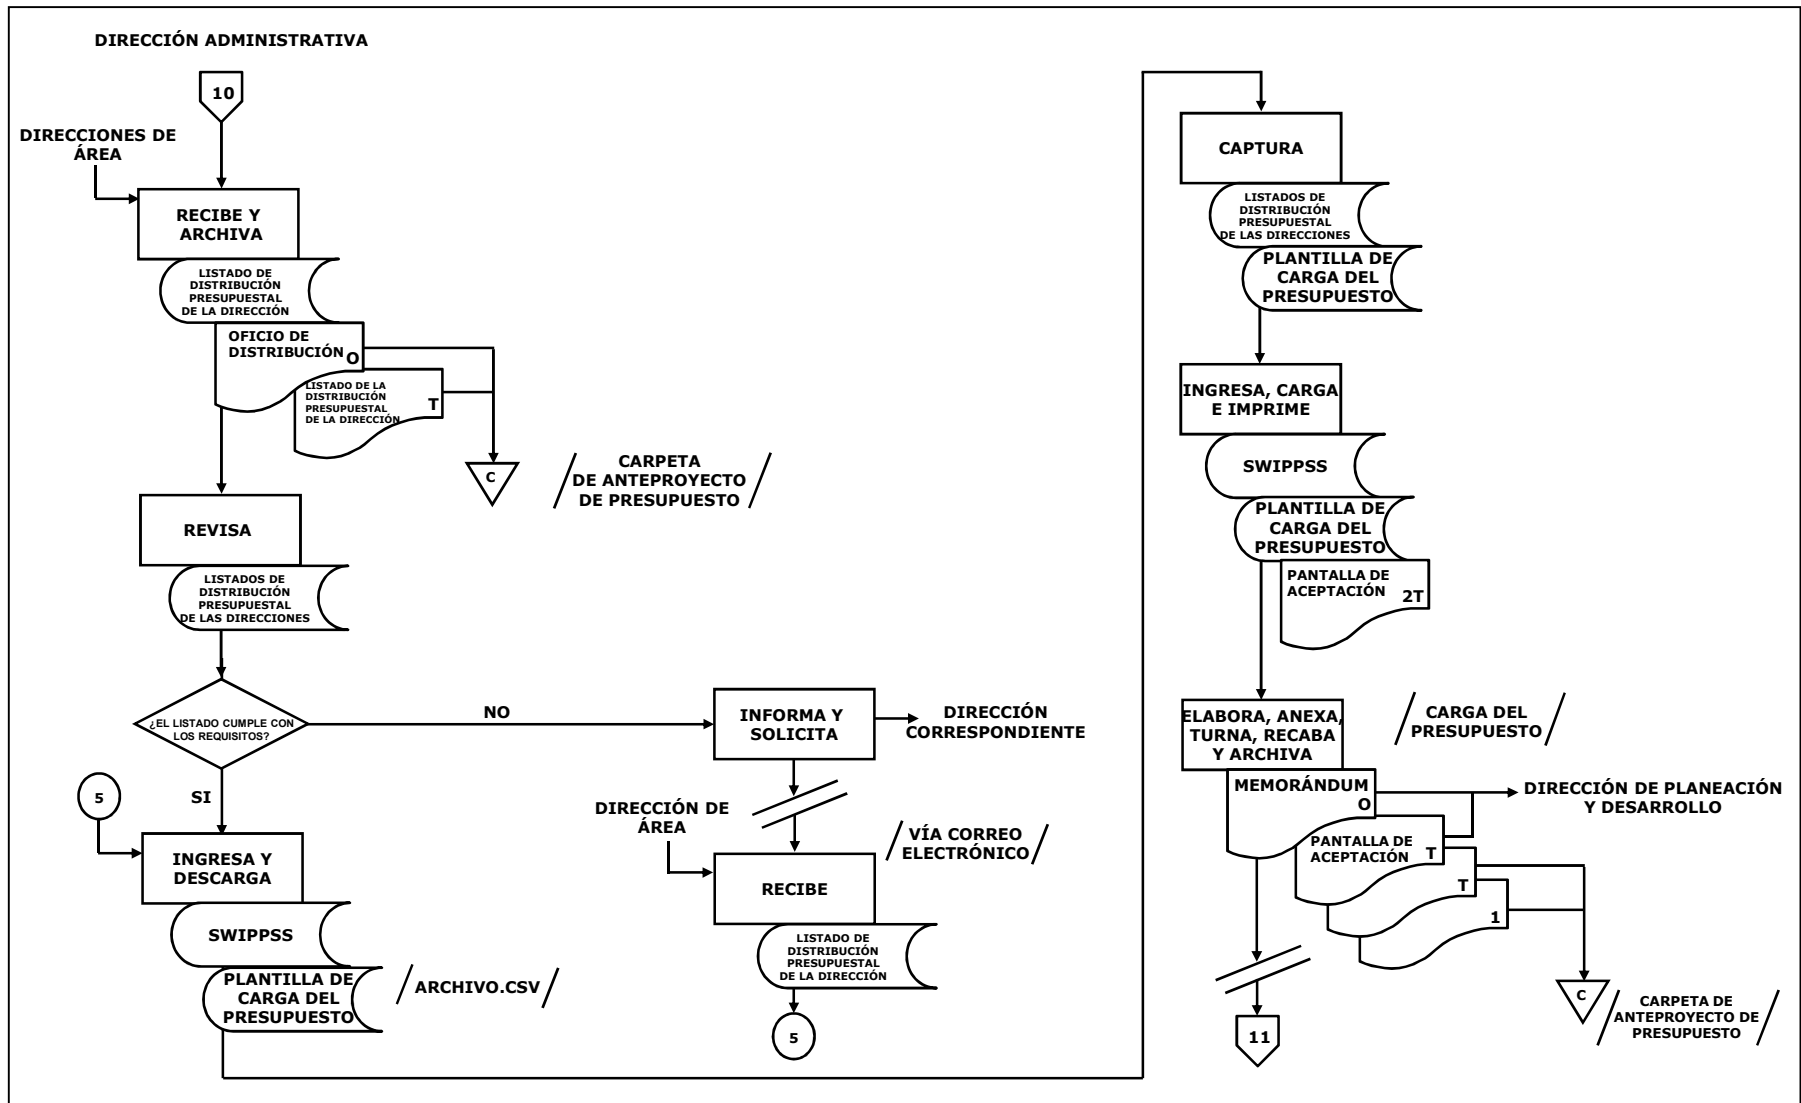 DIRECCIÓN ADMINISTRATIVA
10
DIRECCIONES DE
ÁREA
RECIBE Y
ARCHIVA
LISTADO DE
DISTRIBUCIÓN
PRESUPUESTAL
DE LA DIRECCIÓN
OFICIO DE
DISTRIBUCIÓN
O
LISTADO DE LA
DISTRIBUCIÓN
PRESUPUESTAL
DE LA DIRECCIÓN
T
C
CARPETA
DE ANTEPROYECTO
DE PRESUPUESTO
REVISA
LISTADOS DE
DISTRIBUCIÓN
PRESUPUESTAL
DE LAS DIRECCIONES
¿EL LISTADO CUMPLE CON
LOS REQUISITOS?
NO
INFORMA Y
SOLICITA
DIRECCIÓN
CORRESPONDIENTE
DIRECCIÓN DE
ÁREA
VÍA CORREO
ELECTRÓNICO
RECIBE
LISTADO DE
DISTRIBUCIÓN
PRESUPUESTAL
DE LA DIRECCIÓN
5
SI
5
INGRESA Y
DESCARGA
SWIPPSS
PLANTILLA DE
CARGA DEL
PRESUPUESTO
ARCHIVO.CSV
CAPTURA
LISTADOS DE
DISTRIBUCIÓN
PRESUPUESTAL
DE LAS DIRECCIONES
PLANTILLA DE
CARGA DEL
PRESUPUESTO
INGRESA, CARGA
E IMPRIME
SWIPPSS
PLANTILLA DE
CARGA DEL
PRESUPUESTO
PANTALLA DE
ACEPTACIÓN
2T
ELABORA, ANEXA,
TURNA, RECABA
Y ARCHIVA
CARGA DEL
PRESUPUESTO
MEMORÁNDUM
O
DIRECCIÓN DE PLANEACIÓN
Y DESARROLLO
PANTALLA DE
ACEPTACIÓN
T
T
1
C
CARPETA DE
ANTEPROYECTO DE
PRESUPUESTO
11